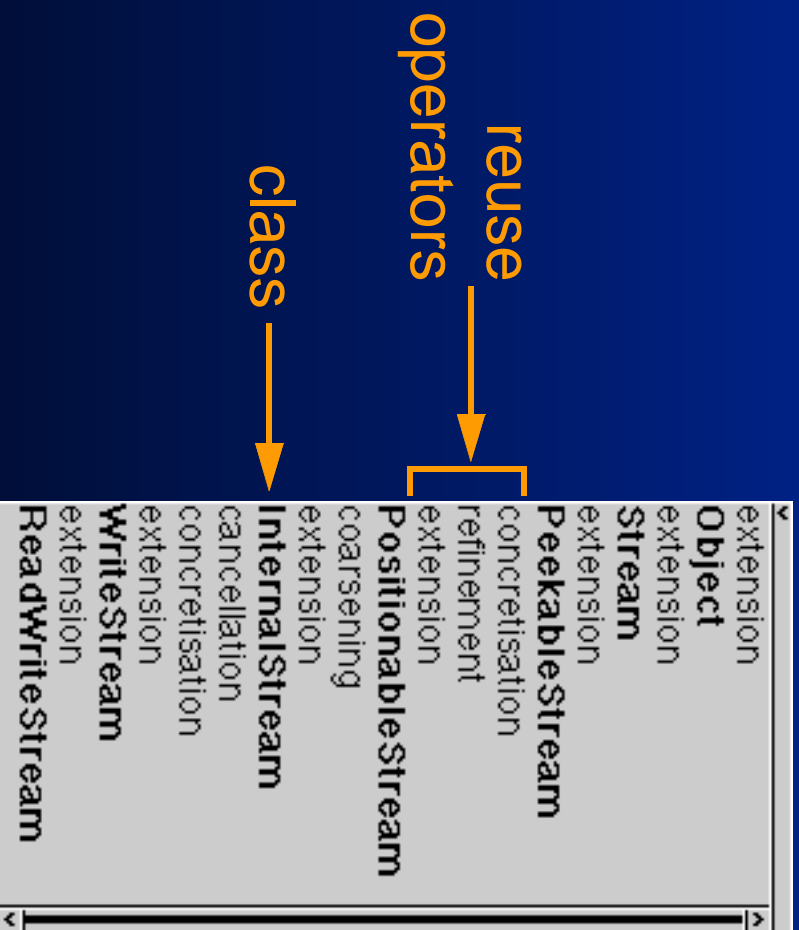 reuse
operators
class
extension
Object
extension
Stream
extension
PeekableStream
concretisation
refinement
extension
PositionableStream
coarsening
extension
InternalStream
cancellation
concretisation
extension
WriteStream
extension
ReadWriteStream